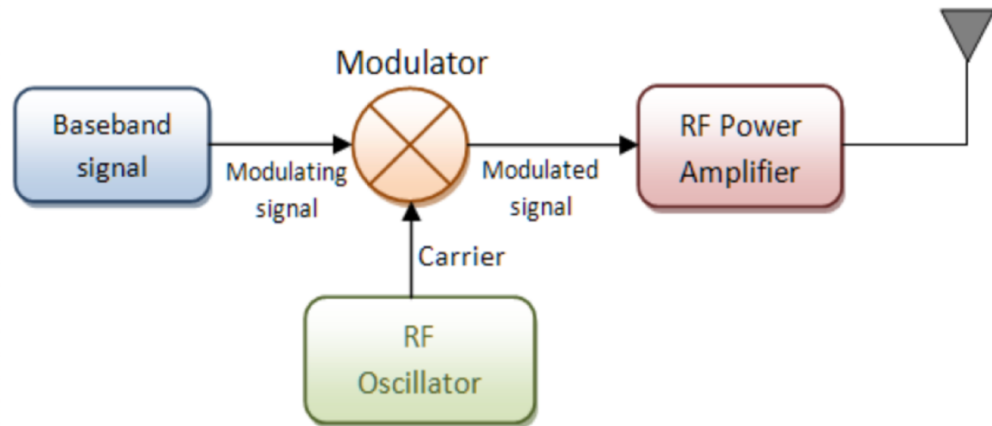 Modulator
Baseband
signal
Modulating
signal
Modulated
signal
RF Power
Amplifier
Carrier
RF
Oscillator